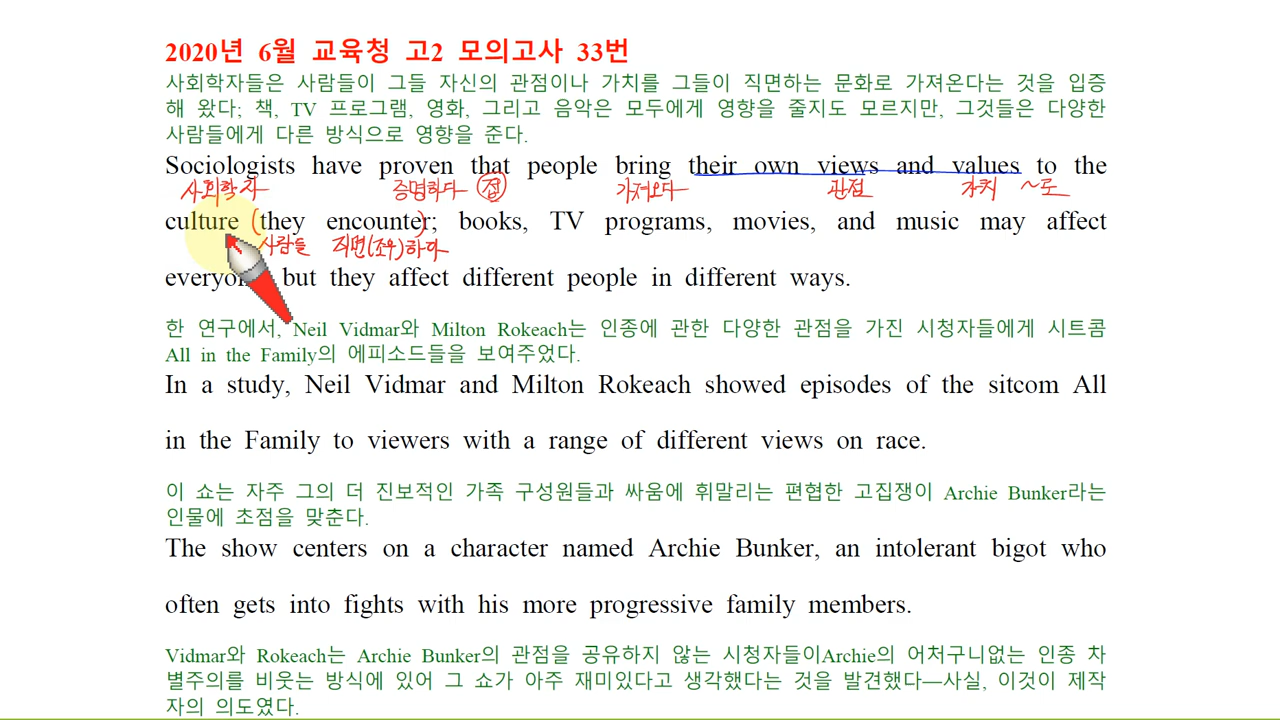 2020년 6월 교육청 고2 모의고사 33번
사회학자들은 사람들이 그들 자신의 관점이나 가치를 그들이 직면하는 문화로 가져온다는 것을 입증
해 왔다; 책, TV 프로그램, 영화, 그리고 음악은 모두에게 영향을 줄지도 모르지만, 그것들은 다양한
사람들에게 다른 방식으로 영향을 준다.
Sociologists have proven that people bring their own views and values to the
사회학자 증명하다 접 가져오다 관점 가치 ~로
culture (they encounter); books, TV programs, movies, and music may affect
사람들 직면(조우)하다
but they affect different people in different ways.
한 연구에서, Neil Vidmar와 Milton Rokeach는 인종에 관한 다양한 관점을 가진 시청자들에게 시트콤
All in the Family의 에피소드들을 보여주었다.
In a study, Neil Vidmar and Milton Rokeach showed episodes of the sitcom All
in the Family to viewers with a range of different views on race.
이 쇼는 자주 그의 더 진보적인 가족 구성원들과 싸움에 휘말리는 편협한 고집쟁이 Archie Bunker라는
인물에 초점을 맞춘다.
The show centers on a character named Archie Bunker, an intolerant bigot who
often gets into fights with his more progressive family members.
Vidmar와 Rokeach는 Archie Bunker의 관점을 공유하지 않는 시청자들이Archie의 어처구니없는 인종 차
별주의를 비웃는 방식에 있어 그 쇼가 아주 재미있다고 생각했다는 것을 발견했다—사실, 이것이 제작
자의 의도였다.